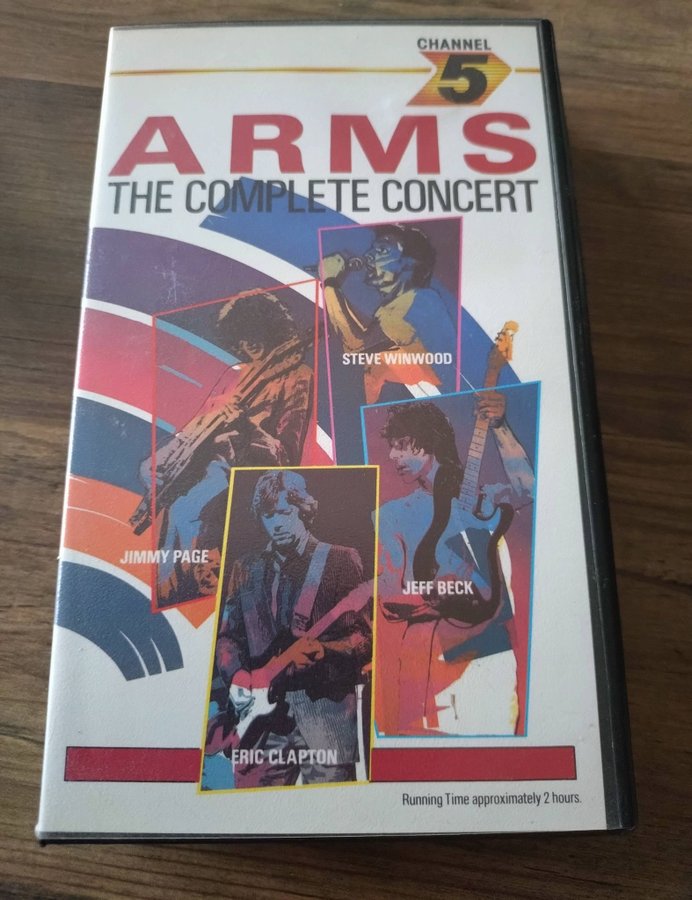 CHANNEL
5
ARMS
THE COMPLETE CONCERT
STEVE WINWOOD
JIMMY PAGE
JEFF BECK
ERIC CLAPTON
Running Time approximately 2 hours.